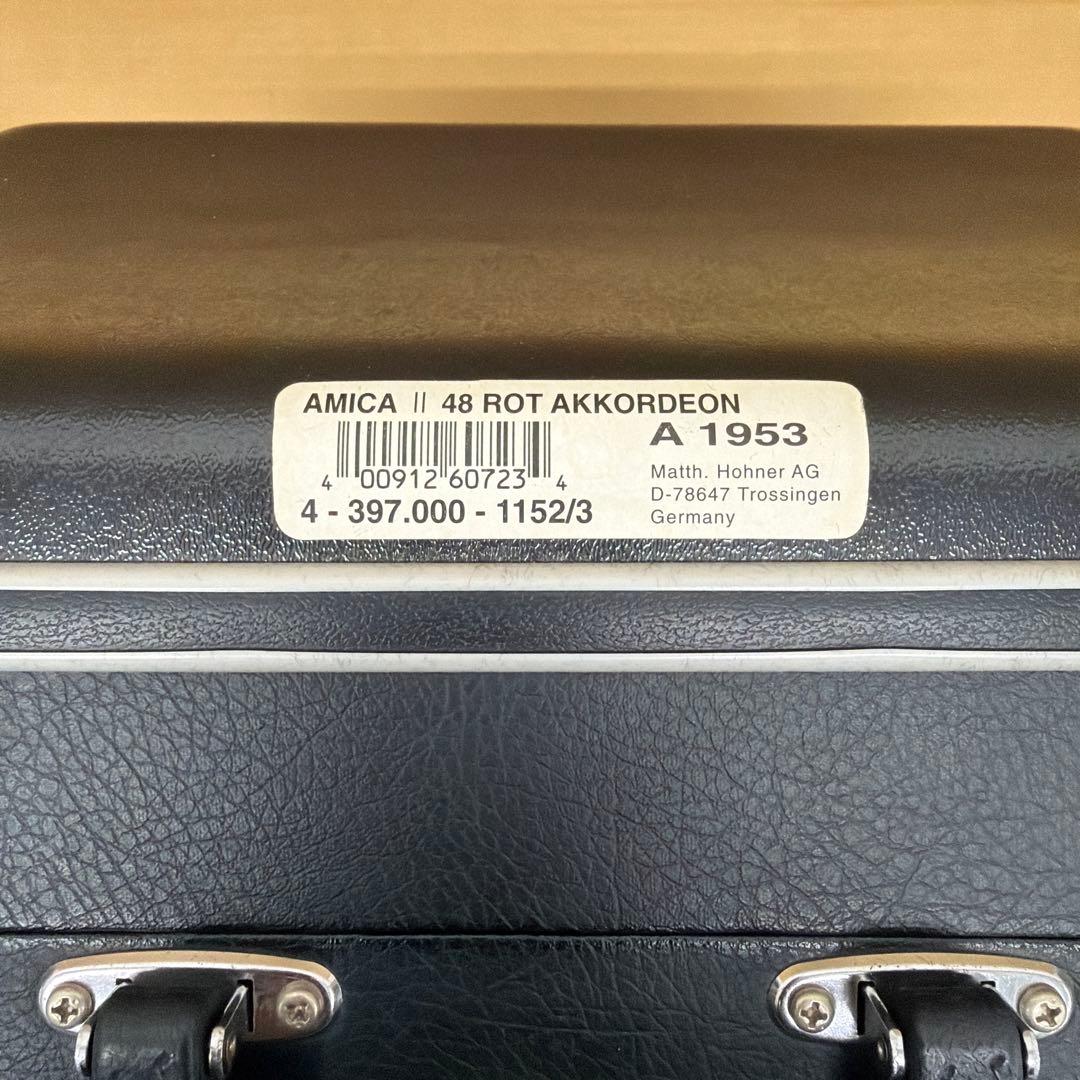 AMICA II 48 ROT AKKORDEON
A 1953
4 00912 60723 4
4 - 397.000 - 1152/3
Matth. Hohner AG
D-78647 Trossingen
Germany